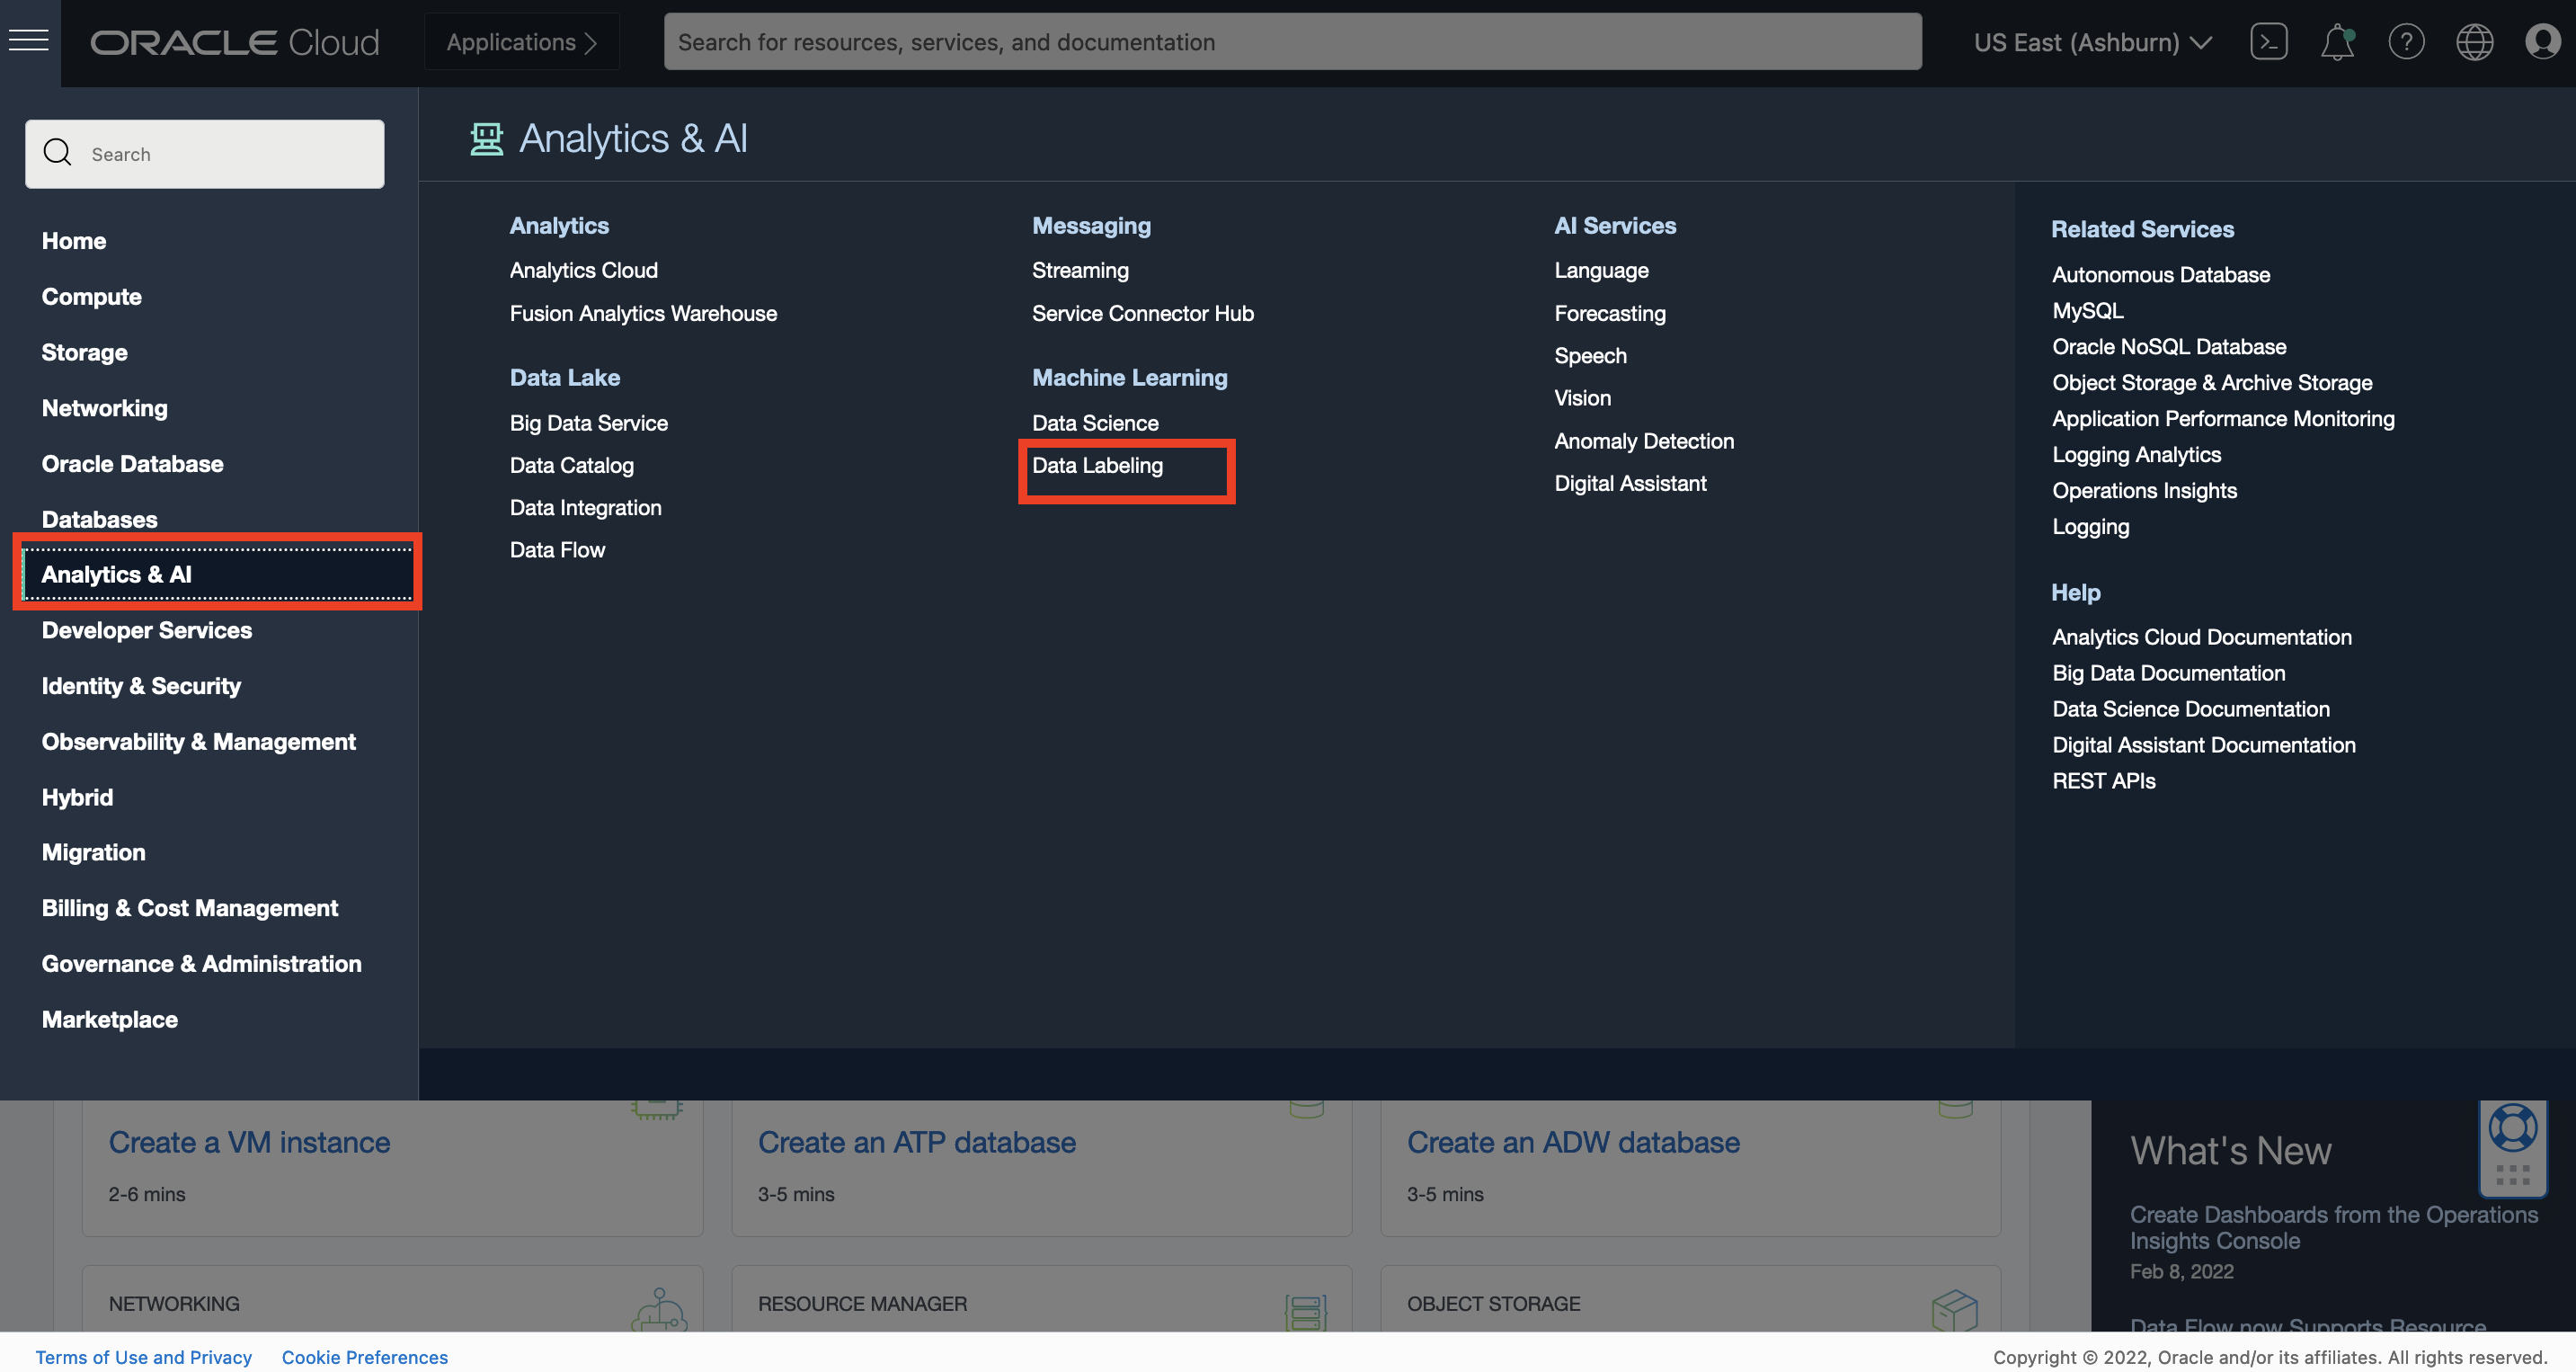 ORACLE Cloud
Applications
Search for resources, services, and documentation
US East (Ashburn)
Search
Home
Compute
Storage
Networking
Oracle Database
Databases
Analytics & AI
Developer Services
Identity & Security
Observability & Management
Hybrid
Migration
Billing & Cost Management
Governance & Administration
Marketplace
Analytics & AI
Analytics
Analytics Cloud
Fusion Analytics Warehouse
Data Lake
Big Data Service
Data Catalog
Data Integration
Data Flow
Messaging
Streaming
Service Connector Hub
Machine Learning
Data Science
Data Labeling
AI Services
Language
Forecasting
Speech
Vision
Anomaly Detection
Digital Assistant
Related Services
Autonomous Database
MySQL
Oracle NoSQL Database
Object Storage & Archive Storage
Application Performance Monitoring
Logging Analytics
Operations Insights
Logging
Help
Analytics Cloud Documentation
Big Data Documentation
Data Science Documentation
Digital Assistant Documentation
REST APIs
Create a VM instance
2-6 mins
Create an ATP database
3-5 mins
Create an ADW database
3-5 mins
NETWORKING
RESOURCE MANAGER
OBJECT STORAGE
What's New
Create Dashboards from the Operations
Insights Console
Feb 8, 2022
Data Flow now Supports Resource
Terms of Use and Privacy
Cookie Preferences
Copyright © 2022, Oracle and/or its affiliates. All rights reserved.